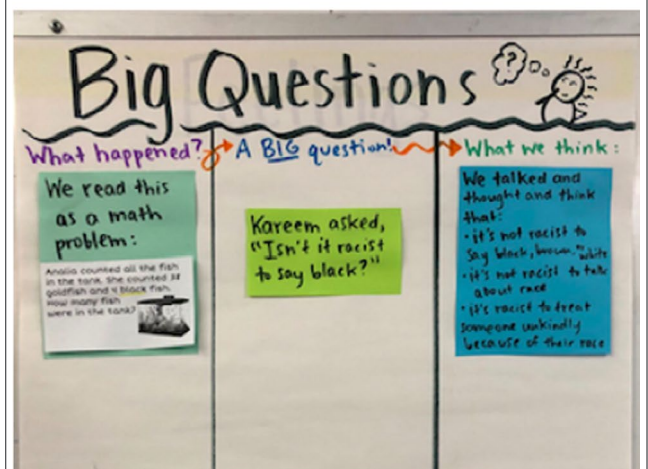 Big Questions
?
What happened?
A BIG question!
What we think:
We read this
as a math
problem:
Analia counted all the fish
in the tank. She counted 38
goldfish and 4 black fish.
How many fish
were in the tank?
Kareem asked,
"Isn't it racist
to say black?"
We talked and
thought and think
that:
• it's not racist to
say black, brown, "white"
• it's not racist to talk
about race
• it's racist to treat
someone unkindly
because of their race